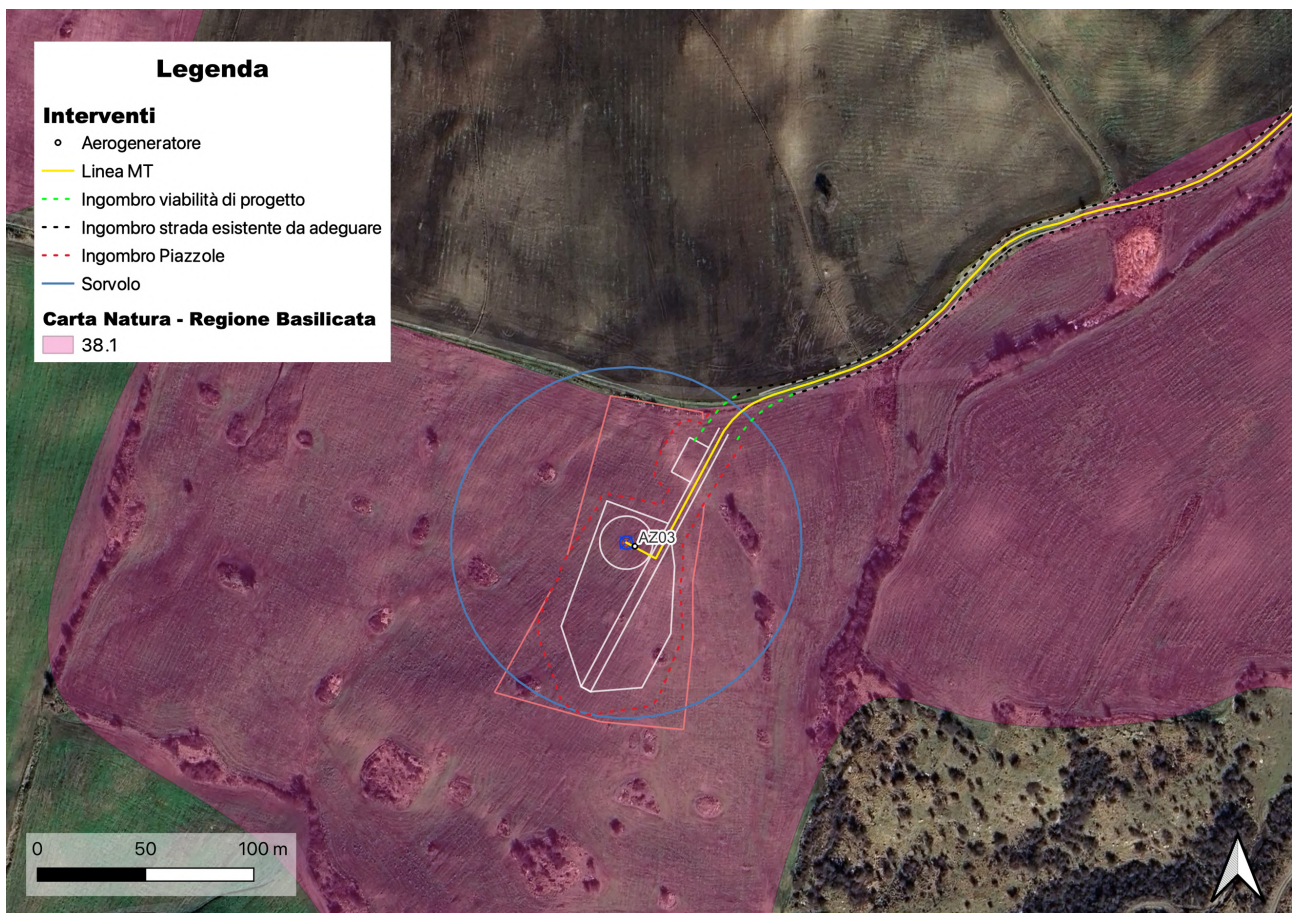 Legenda
Interventi
Aerogeneratore
Linea MT
Ingombro viabilità di progetto
Ingombro strada esistente da adeguare
Ingombro Piazzole
Sorvolo
Carta Natura - Regione Basilicata
38.1
AZ03
0 50 100 m